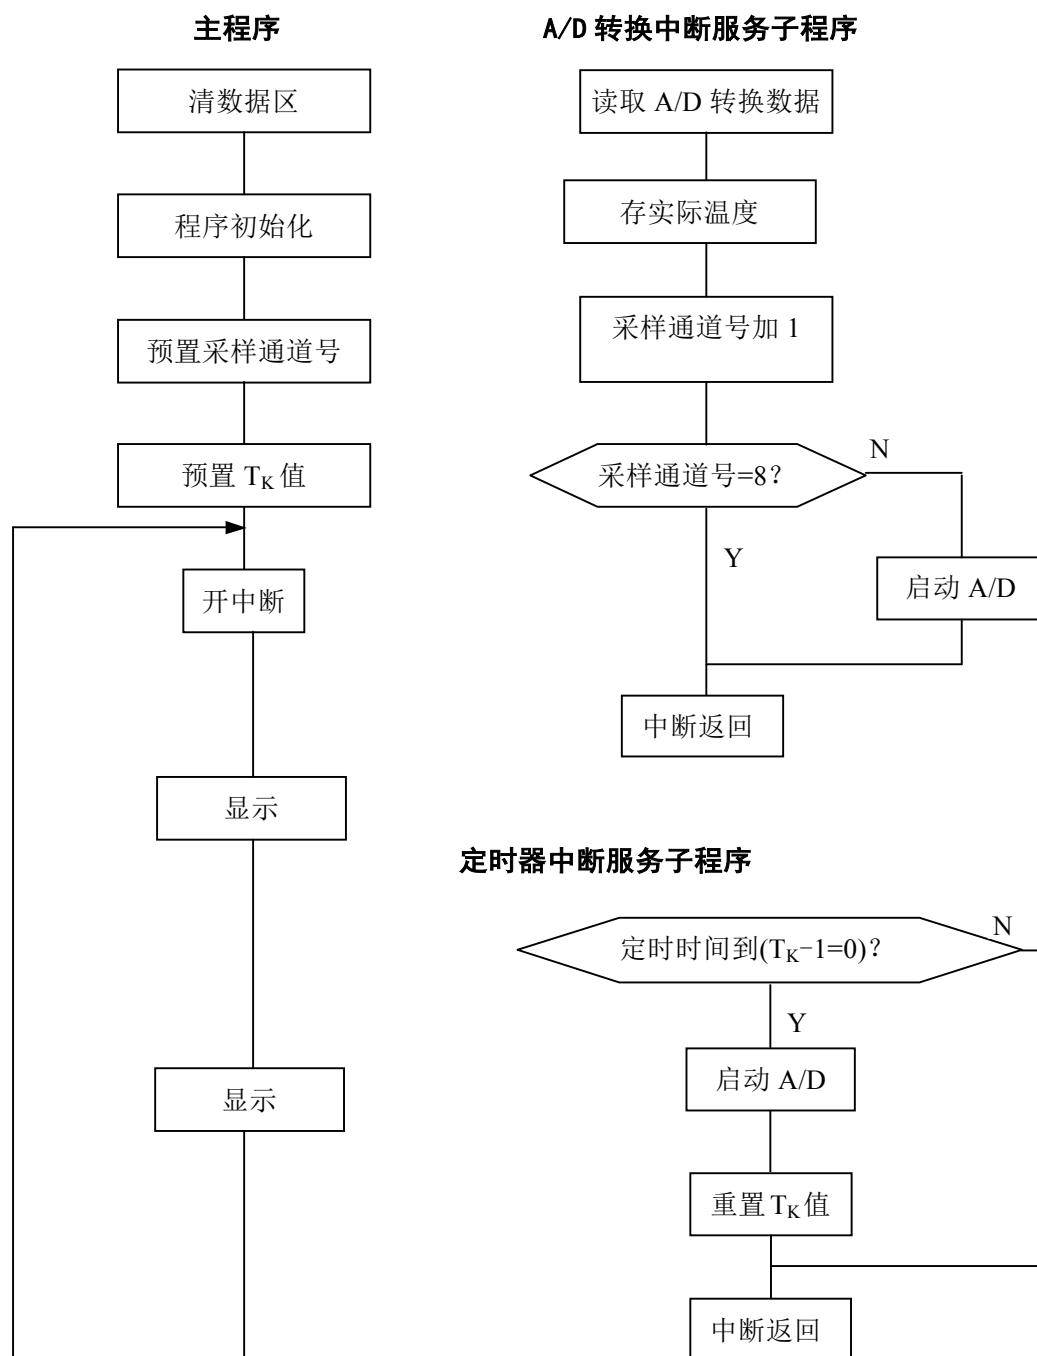 主程序
清数据区
程序初始化
预置采样通道号
预置 TK 值
开中断
显示
显示
A/D 转换中断服务子程序
读取 A/D 转换数据
存实际温度
采样通道号加 1
采样通道号=8?
N
Y
启动 A/D
中断返回
定时器中断服务子程序
定时时间到(TK-1=0)?
N
Y
启动 A/D
重置 TK 值
中断返回